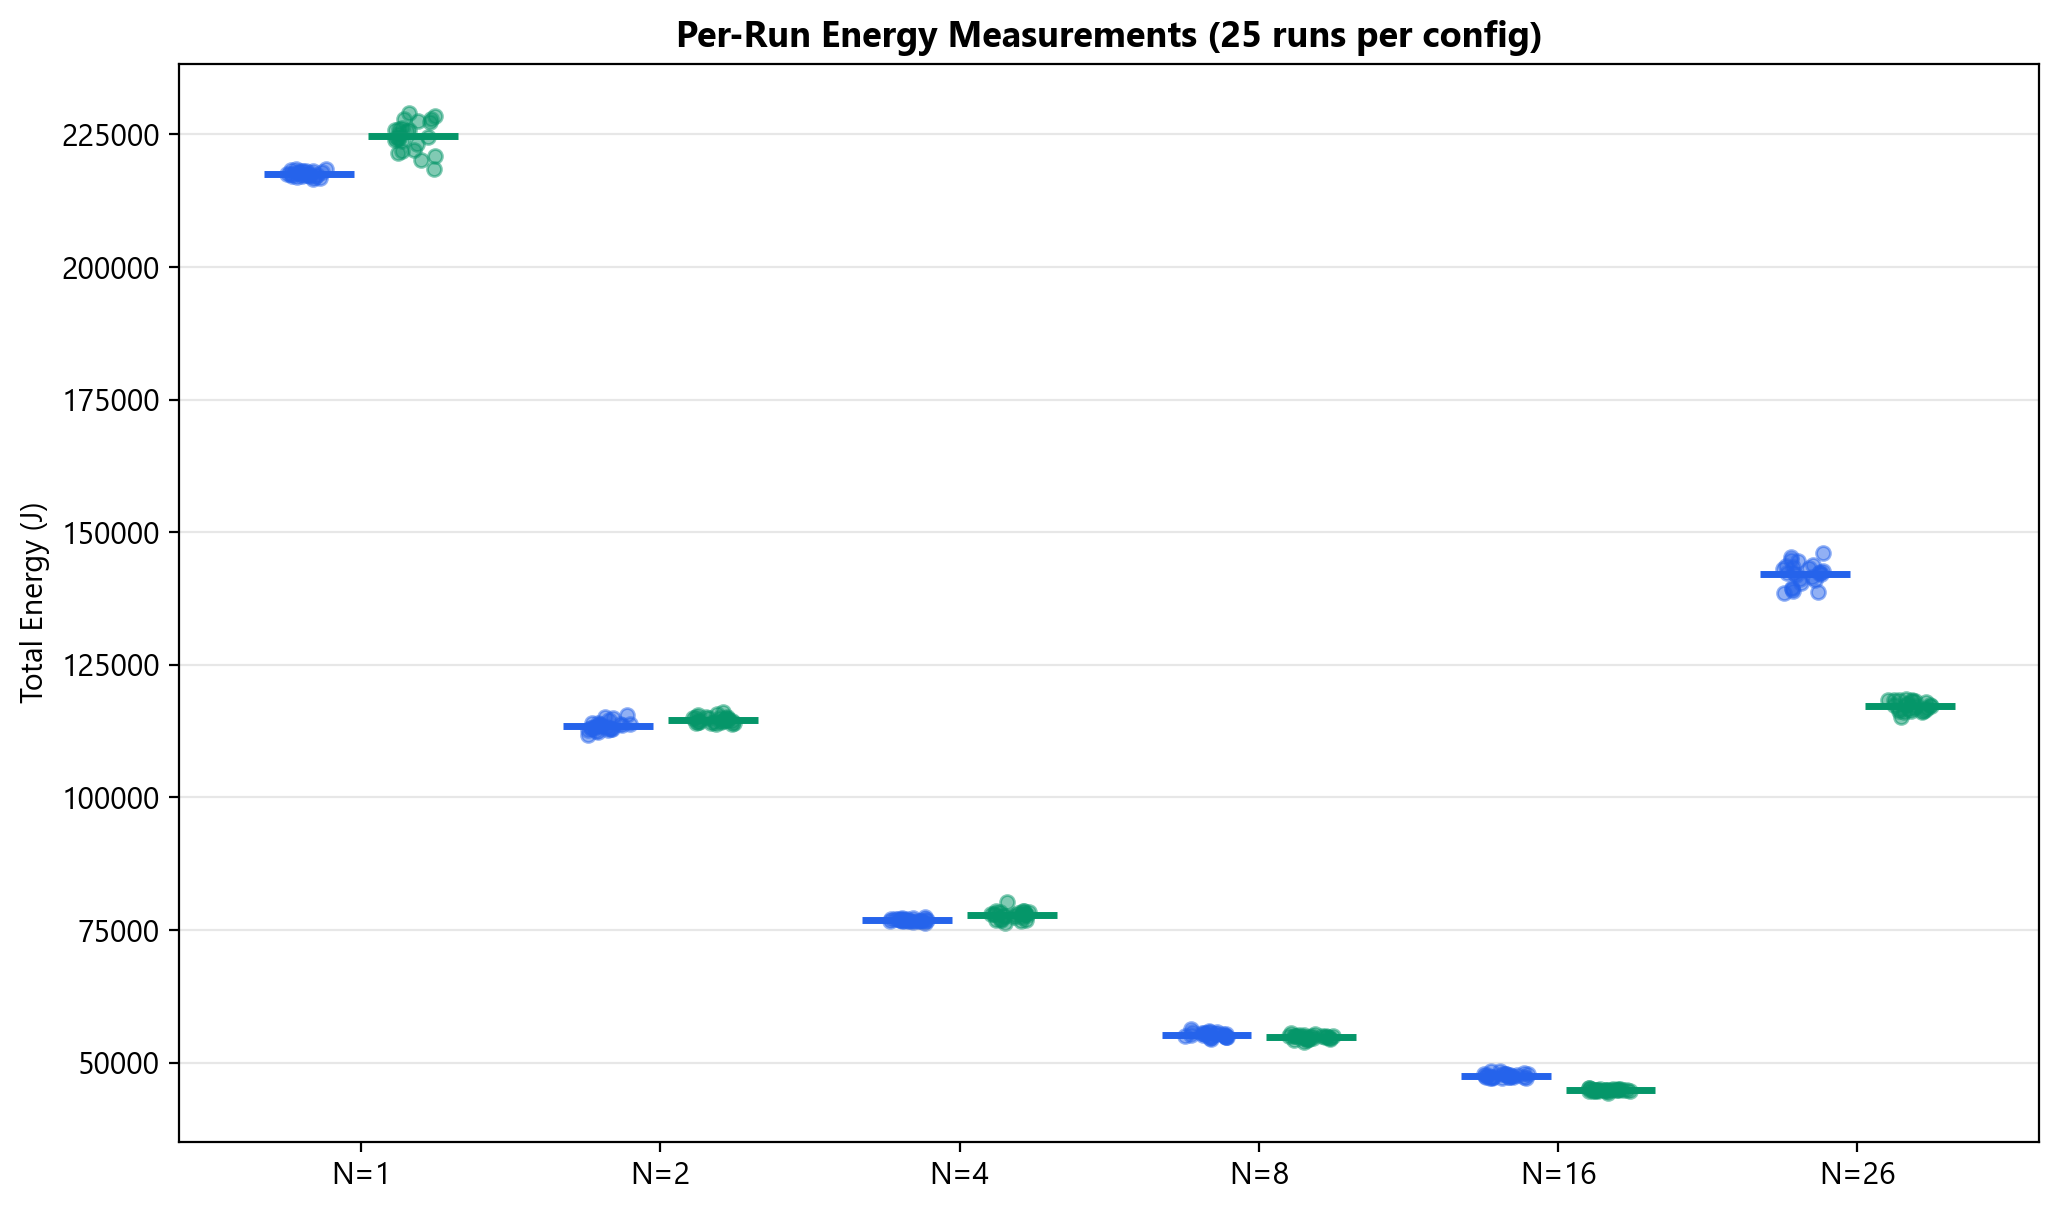 Per-Run Energy Measurements (25 runs per config)
Total Energy (J)
225000
200000
175000
150000
125000
100000
75000
50000
N=1
N=2
N=4
N=8
N=16
N=26